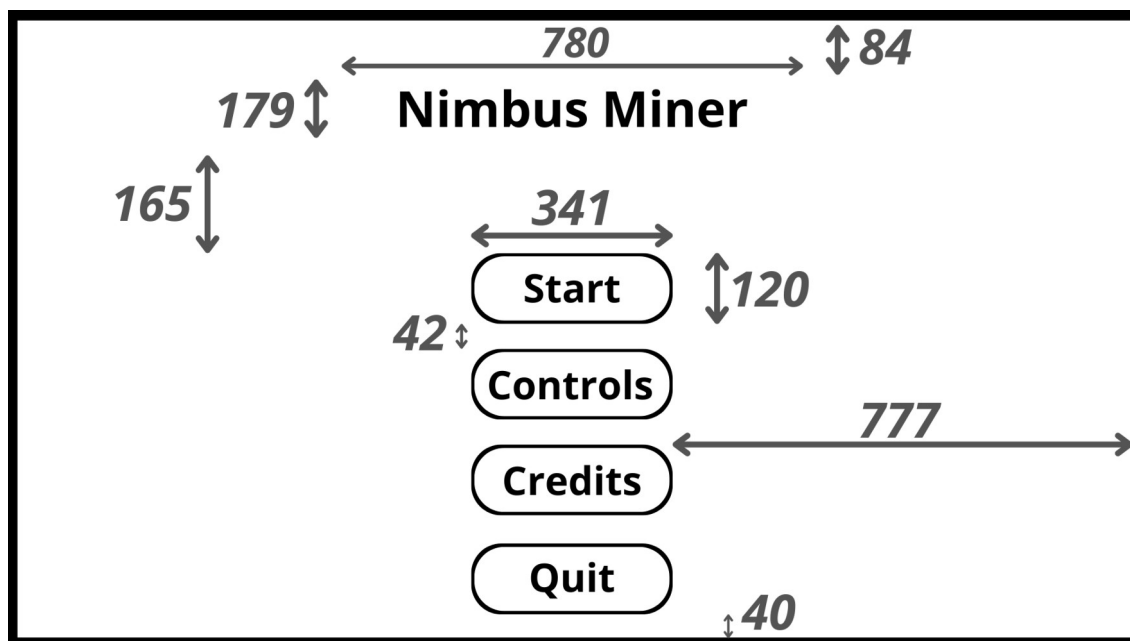 780
84
179
Nimbus Miner
165
341
Start
120
42
Controls
777
Credits
Quit
40